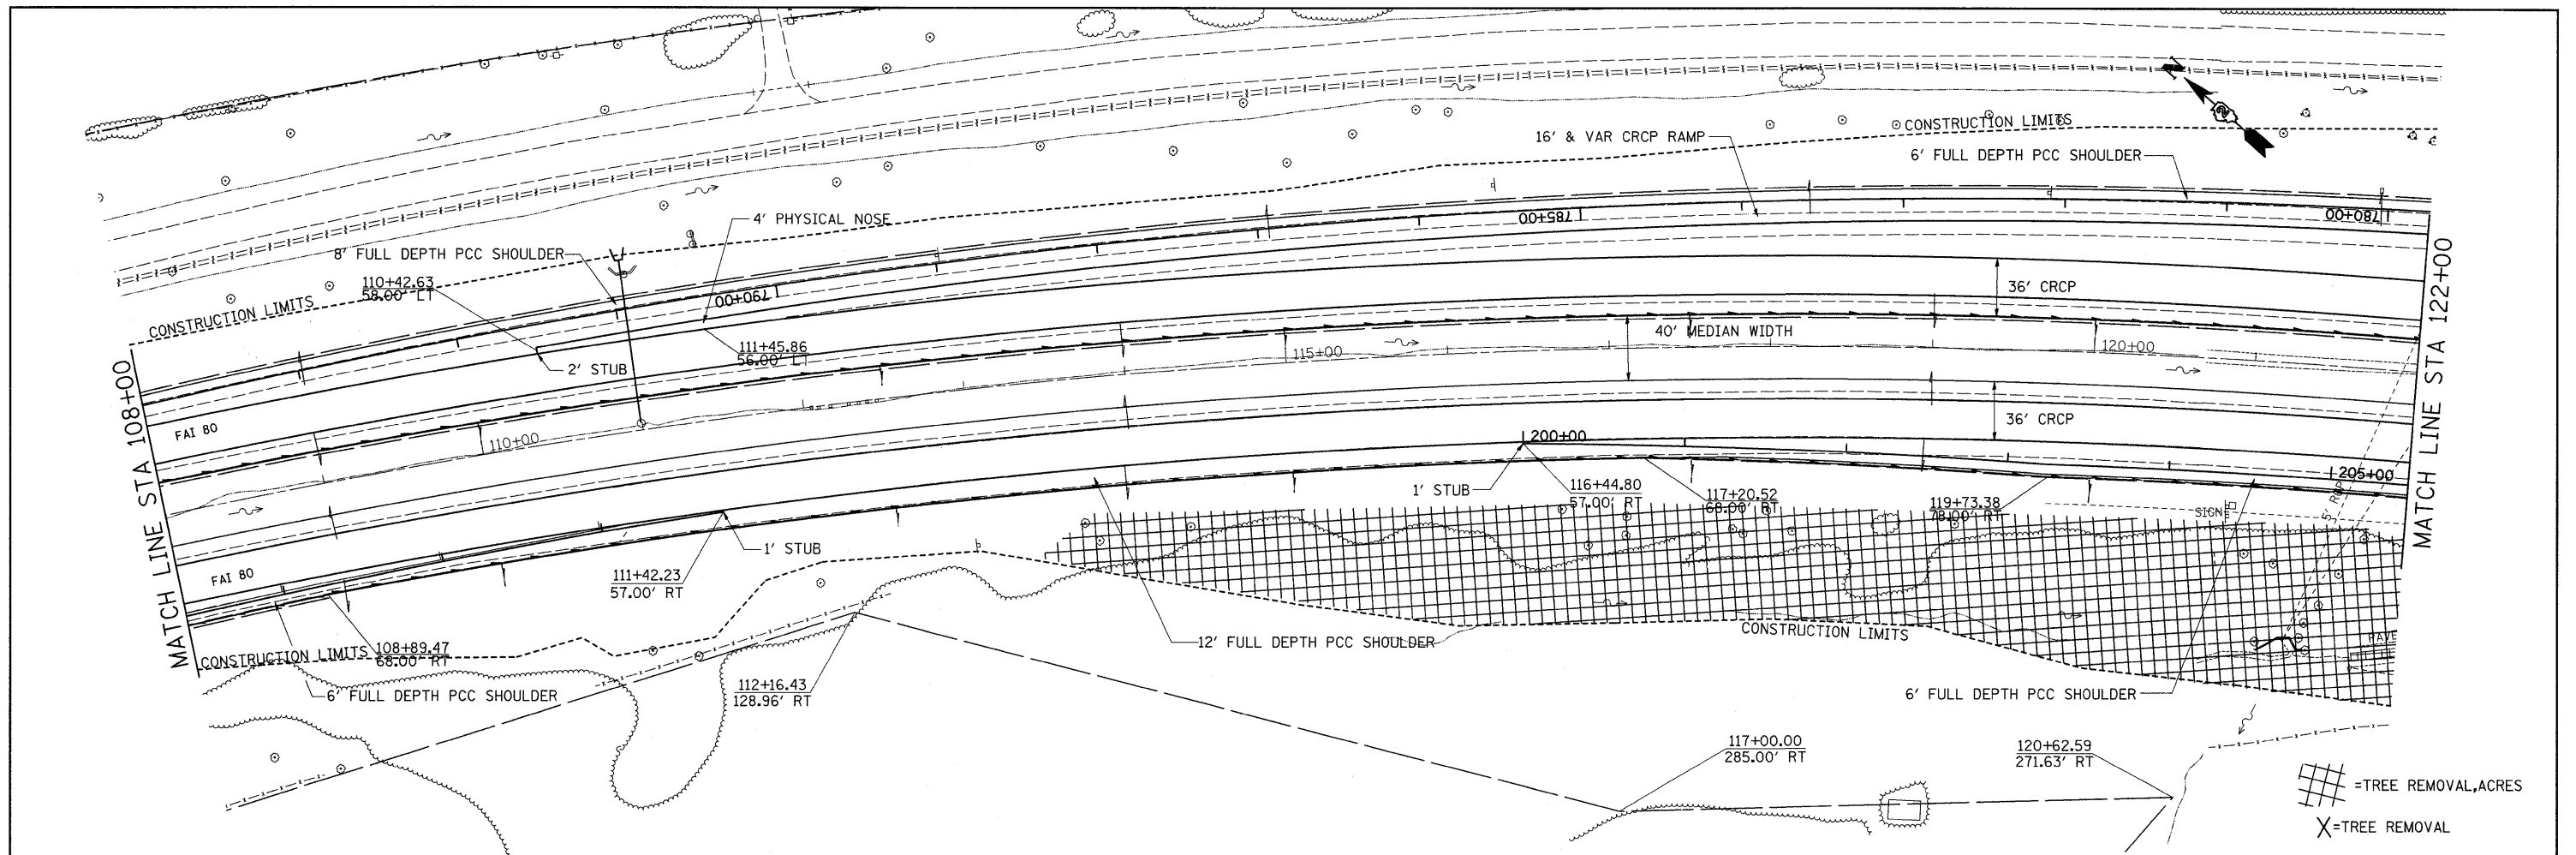 N
2
CONSTRUCTION LIMITS
16' & VAR CRCP RAMP
6' FULL DEPTH PCC SHOULDER
4' PHYSICAL NOSE
785+00
780+00
8' FULL DEPTH PCC SHOULDER
110+42.63
58.00' LT
790+00
CONSTRUCTION LIMITS
36' CRCP
40' MEDIAN WIDTH
111+45.86
56.00' LT
115+00
120+00
2' STUB
MATCH LINE STA 108+00
MATCH LINE STA 122+00
FAI 80
110+00
36' CRCP
200+00
205+00
1' STUB
116+44.80
57.00' RT
117+20.52
68.00' RT
119+73.38
78.00' RT
SIGN
RCP
1' STUB
FAI 80
111+42.23
57.00' RT
CONSTRUCTION LIMITS
12' FULL DEPTH PCC SHOULDER
CONSTRUCTION LIMITS
108+89.47
68.00' RT
6' FULL DEPTH PCC SHOULDER
112+16.43
128.96' RT
6' FULL DEPTH PCC SHOULDER
117+00.00
285.00' RT
120+62.59
271.63' RT
=TREE REMOVAL,ACRES
X=TREE REMOVAL